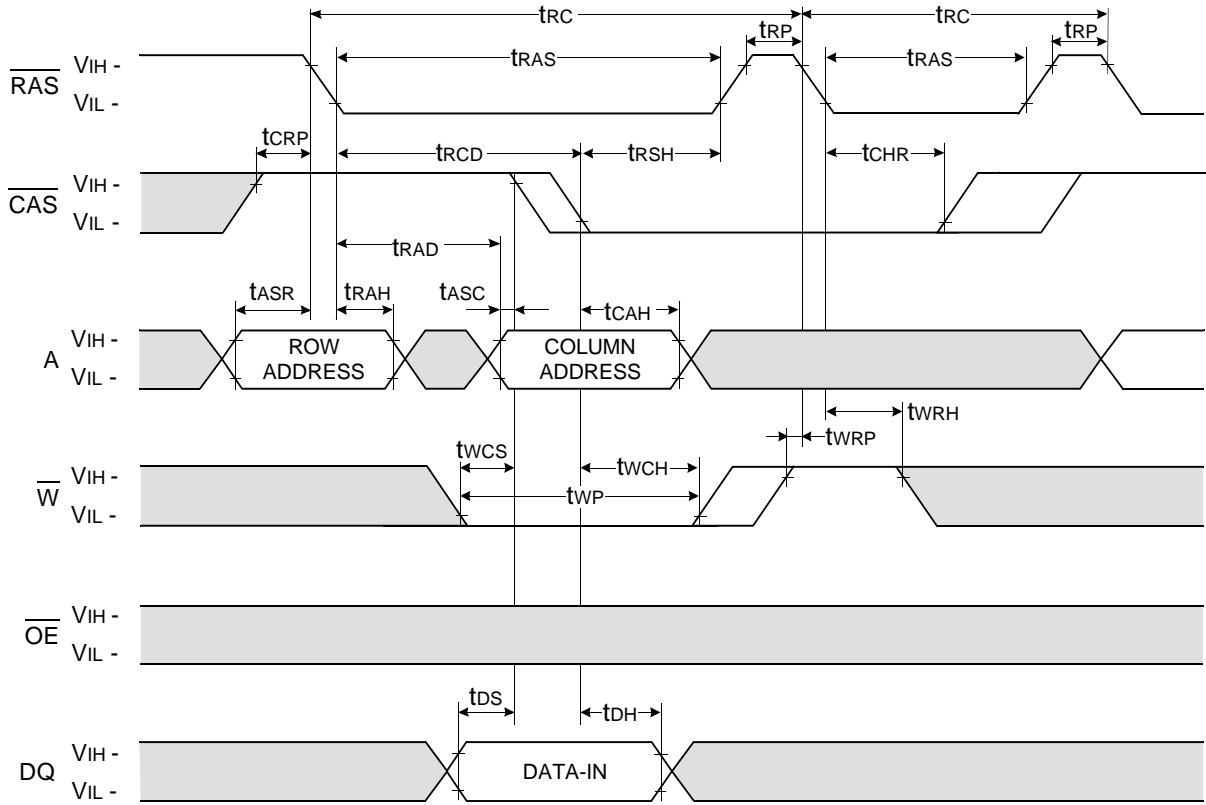 tRC tRC
tRP tRP
RAS VIH - tRAS tRAS
VIL -
tCRP tRCD tRSH tCHR
CAS VIH -
VIL -
tRAD
tASR tRAH tASC tCAH
A VIH - ROW COLUMN
VIL - ADDRESS ADDRESS
tWRH
tWRP
tWCS tWCH
W VIH - tWP
VIL -
OE VIH -
VIL -
tDS tDH
DQ VIH - DATA-IN
VIL -